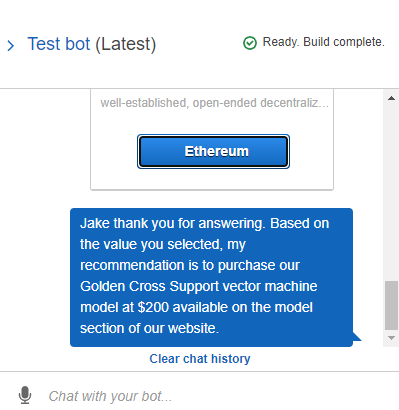 Test bot (Latest)
Ready. Build complete.
well-established, open-ended decentraliz...
Ethereum
Jake thank you for answering. Based on
the value you selected, my
recommendation is to purchase our
Golden Cross Support vector machine
model at $200 available on the model
section of our website.
Clear chat history
Chat with your bot...